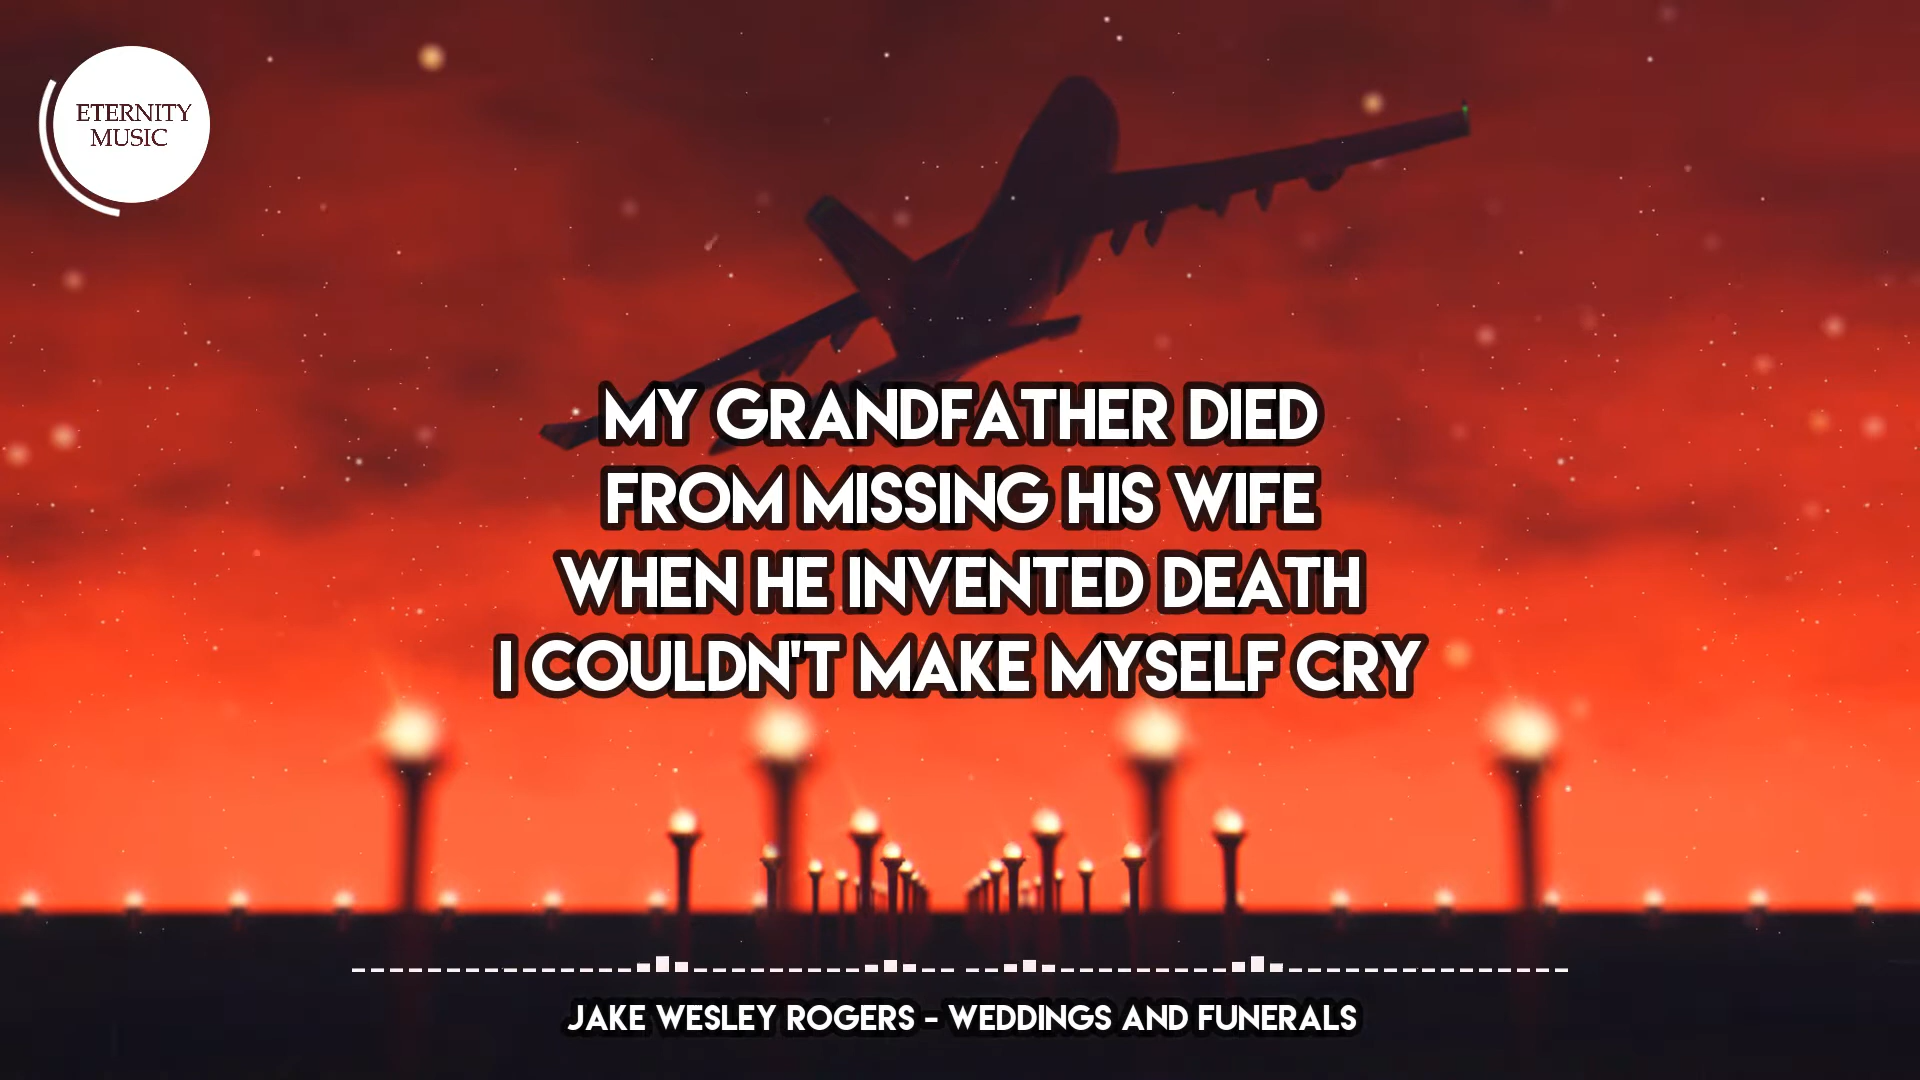 ETERNITY
MUSIC
MY GRANDFATHER DIED
FROM MISSING HIS WIFE
WHEN HE INVENTED DEATH
I COULDN'T MAKE MYSELF CRY
JAKE WESLEY ROGERS - WEDDINGS AND FUNERALS